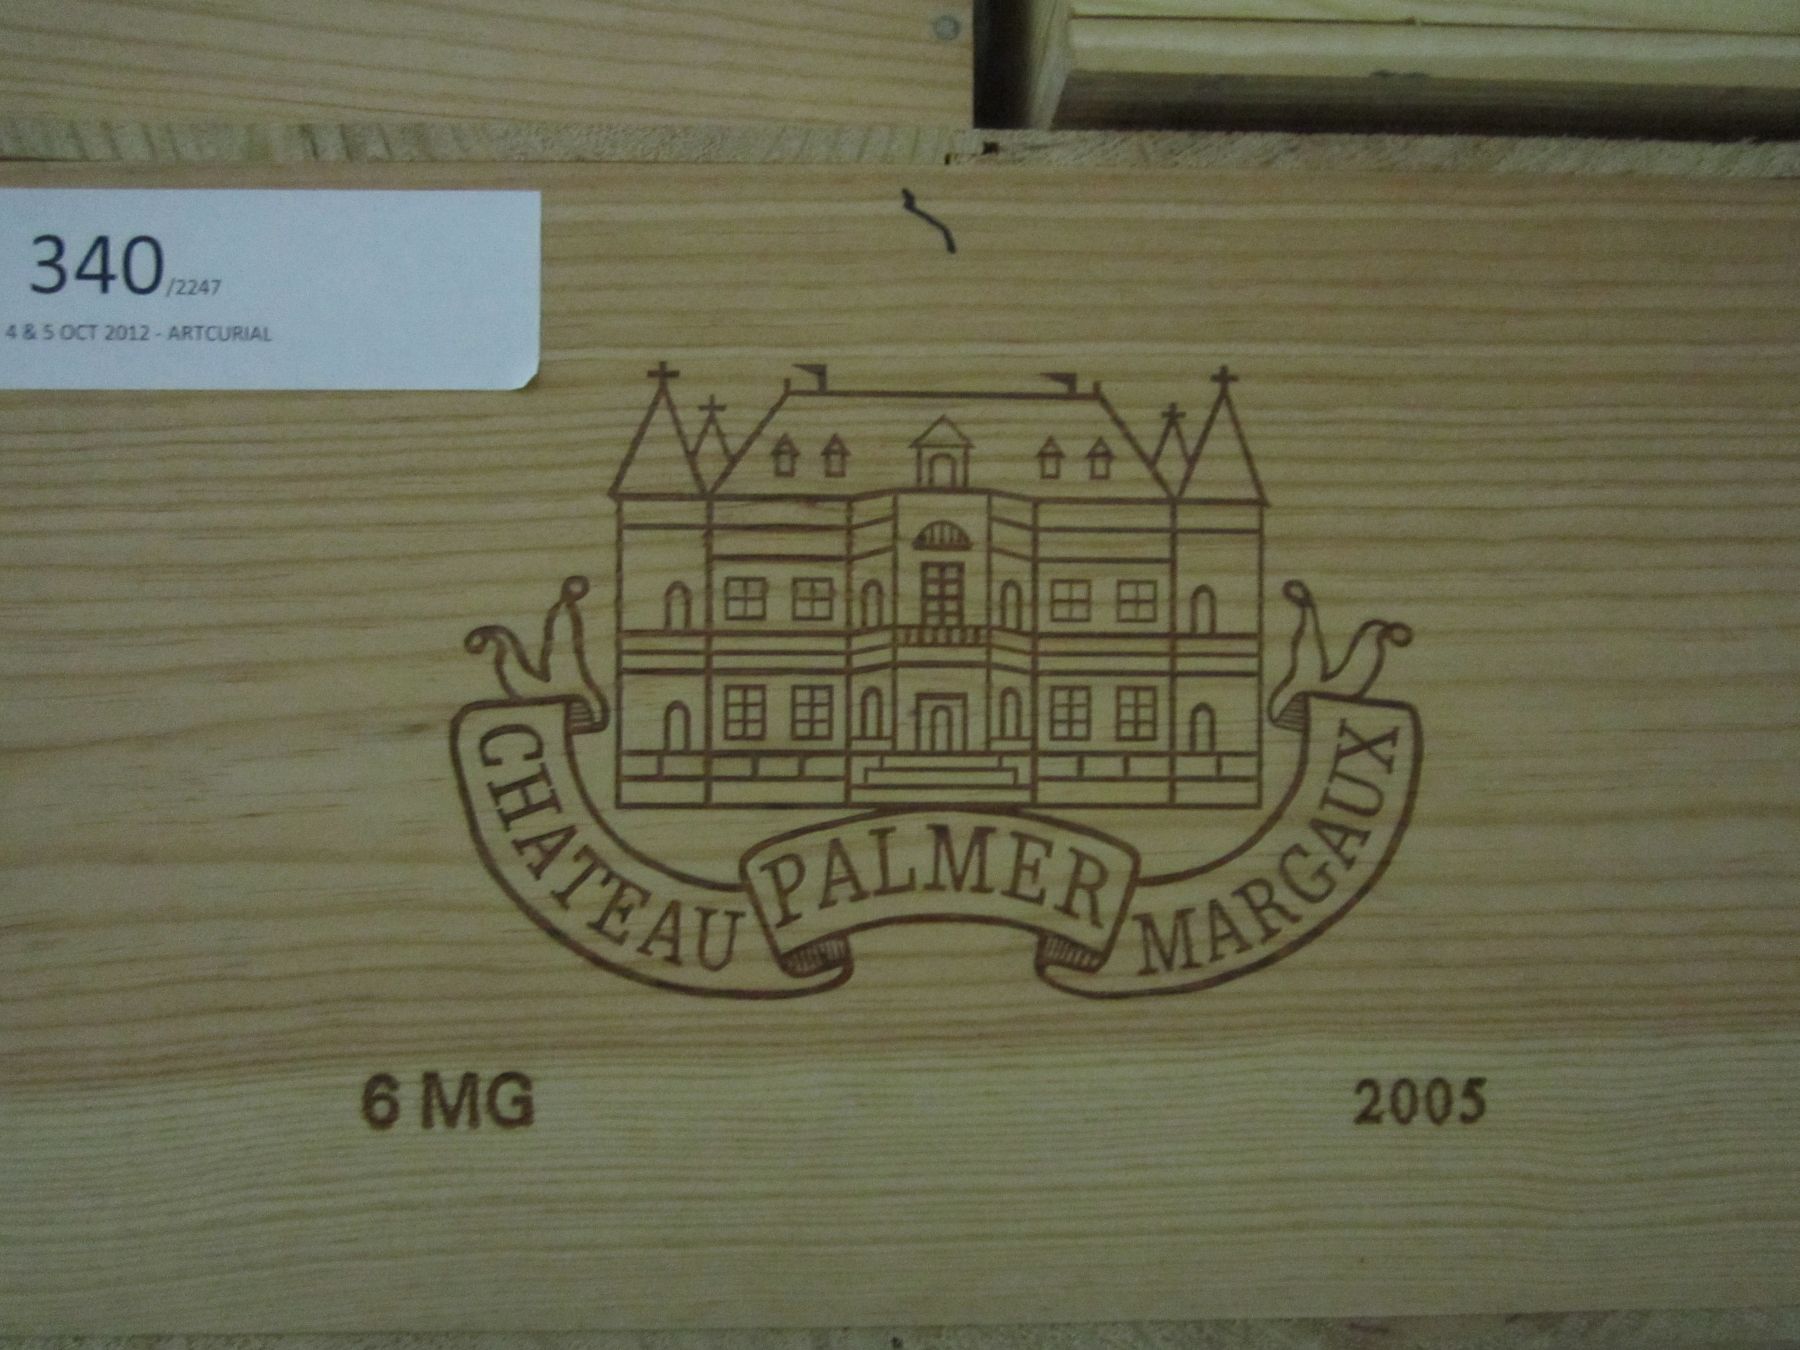 340/2247
4 & 5 OCT 2012 - ARTCURIAL
CHATEAU PALMER MARGAUX
6 MG
2005